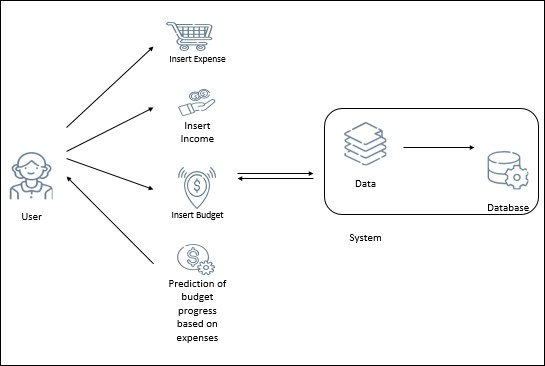 Insert Expense
Insert
Income
User
Insert Budget
Prediction of
budget
progress
based on
expenses
Data
Database
System